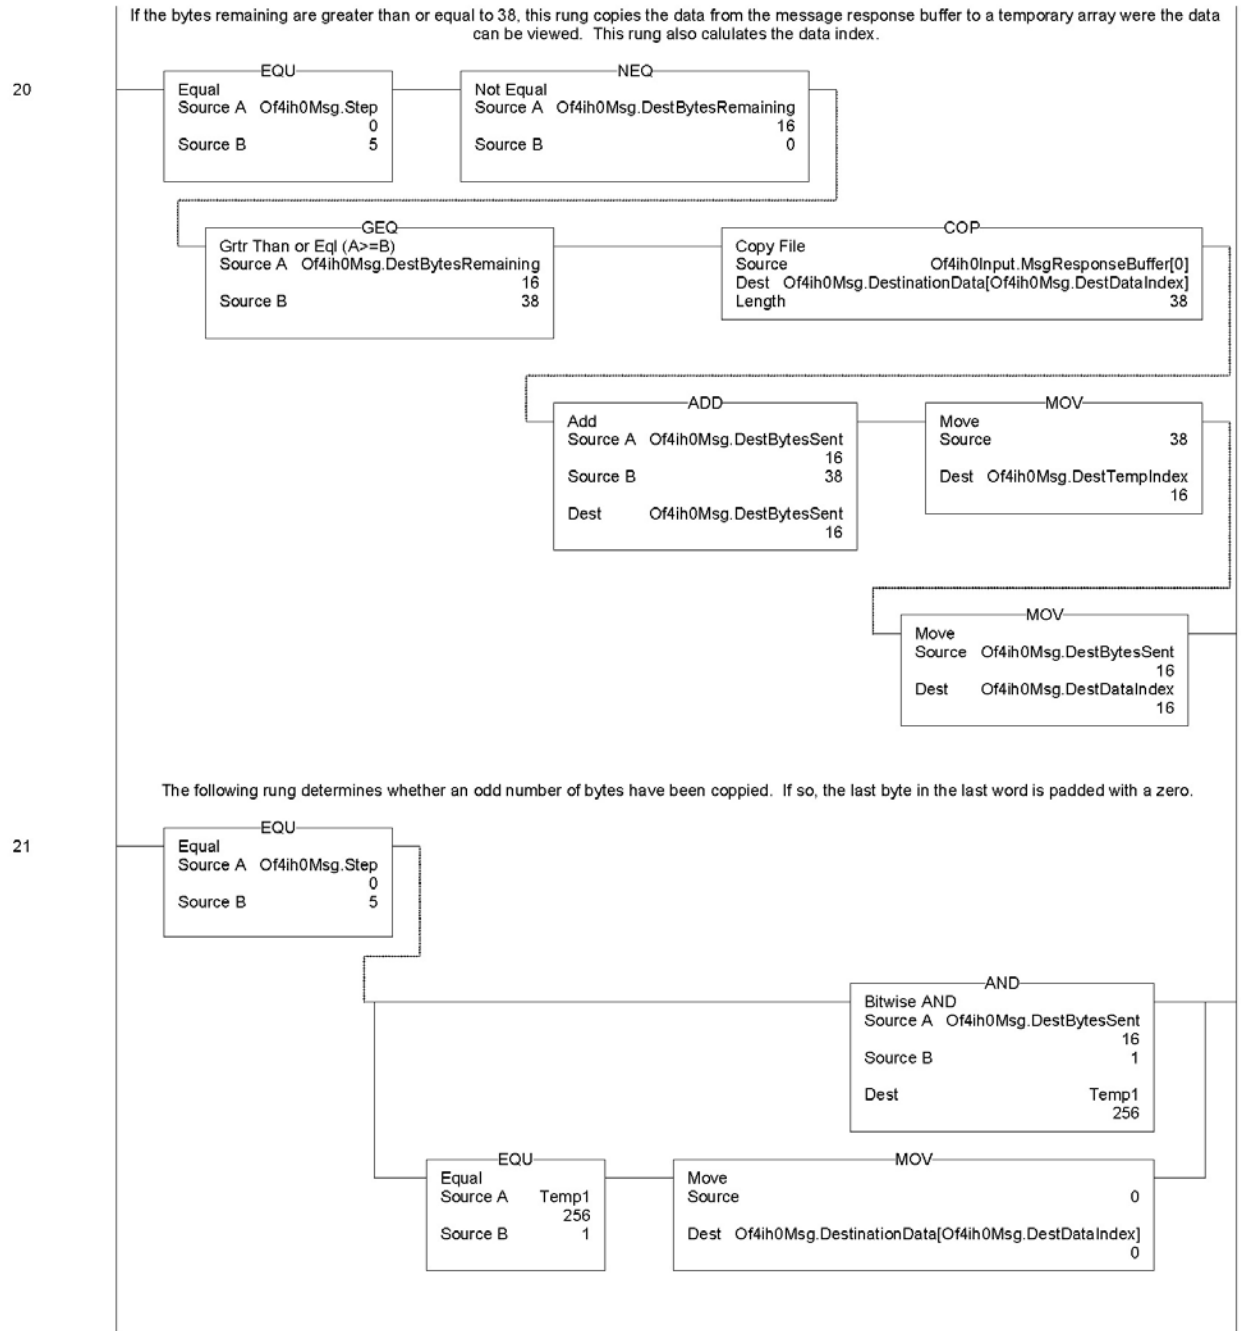 If the bytes remaining are greater than or equal to 38, this rung copies the data from the message response buffer to a temporary array were the data
can be viewed. This rung also calulates the data index.
20
EQU
Equal
Source A Of4ih0Msg.Step
0
Source B 5
NEQ
Not Equal
Source A Of4ih0Msg.DestBytesRemaining
16
Source B 0
GEQ
Grtr Than or Eql (A>=B)
Source A Of4ih0Msg.DestBytesRemaining
16
Source B 38
COP
Copy File
Source Of4ih0Input.MsgResponseBuffer[0]
Dest Of4ih0Msg.DestinationData[Of4ih0Msg.DestDataIndex]
Length 38
ADD
Add
Source A Of4ih0Msg.DestBytesSent
16
Source B 38
Dest Of4ih0Msg.DestBytesSent
16
MOV
Move
Source 38
Dest Of4ih0Msg.DestTempIndex
16
MOV
Move
Source Of4ih0Msg.DestBytesSent
16
Dest Of4ih0Msg.DestDataIndex
16
The following rung determines whether an odd number of bytes have been coppied. If so, the last byte in the last word is padded with a zero.
21
EQU
Equal
Source A Of4ih0Msg.Step
0
Source B 5
AND
Bitwise AND
Source A Of4ih0Msg.DestBytesSent
16
Source B 1
Dest Temp1
256
EQU
Equal
Source A Temp1
256
Source B 1
MOV
Move
Source 0
Dest Of4ih0Msg.DestinationData[Of4ih0Msg.DestDataIndex]
0